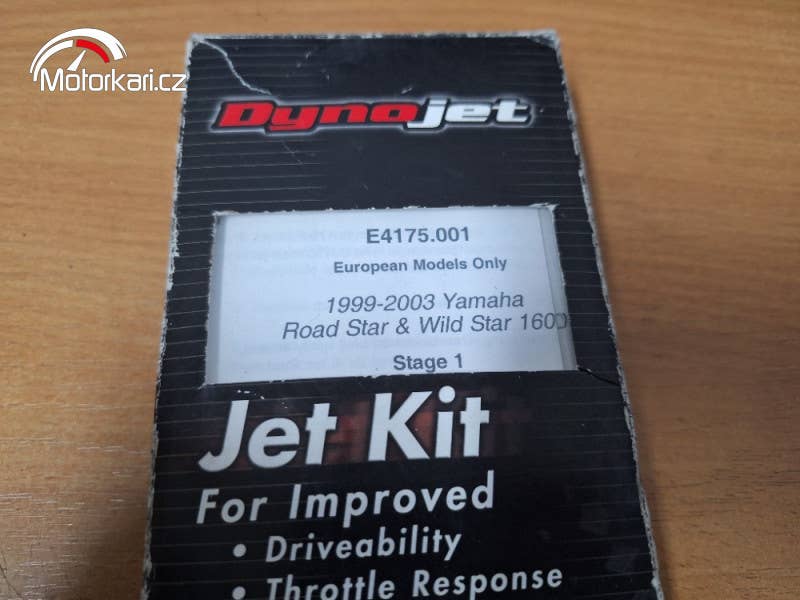 Motorkari.cz
Dynojet
E4175.001
European Models Only
1999-2003 Yamaha
Road Star & Wild Star 1600
Stage 1
Jet Kit
For Improved
• Driveability
• Throttle Response